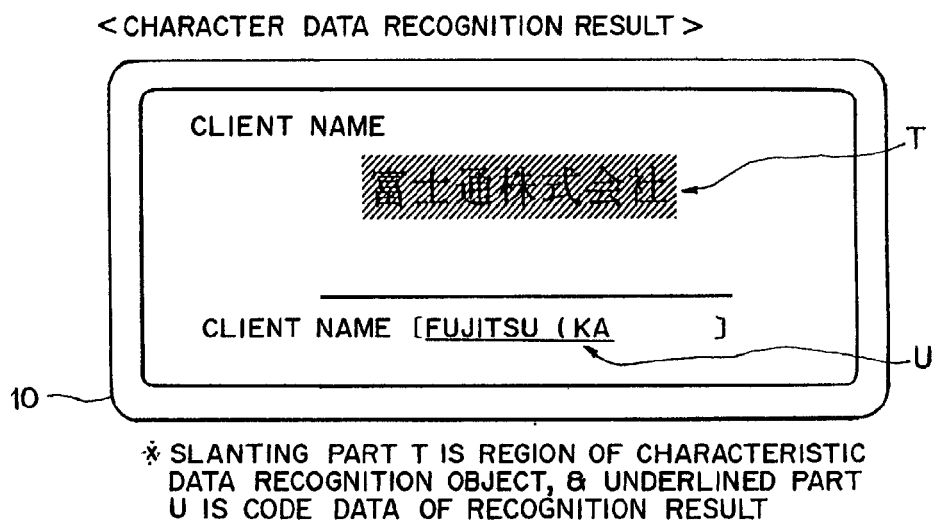 < CHARACTER DATA RECOGNITION RESULT >
CLIENT NAME
T
富士通株式会社
CLIENT NAME [FUJITSU (KA ]
U
10
※ SLANTING PART T IS REGION OF CHARACTERISTIC
DATA RECOGNITION OBJECT, & UNDERLINED PART
U IS CODE DATA OF RECOGNITION RESULT